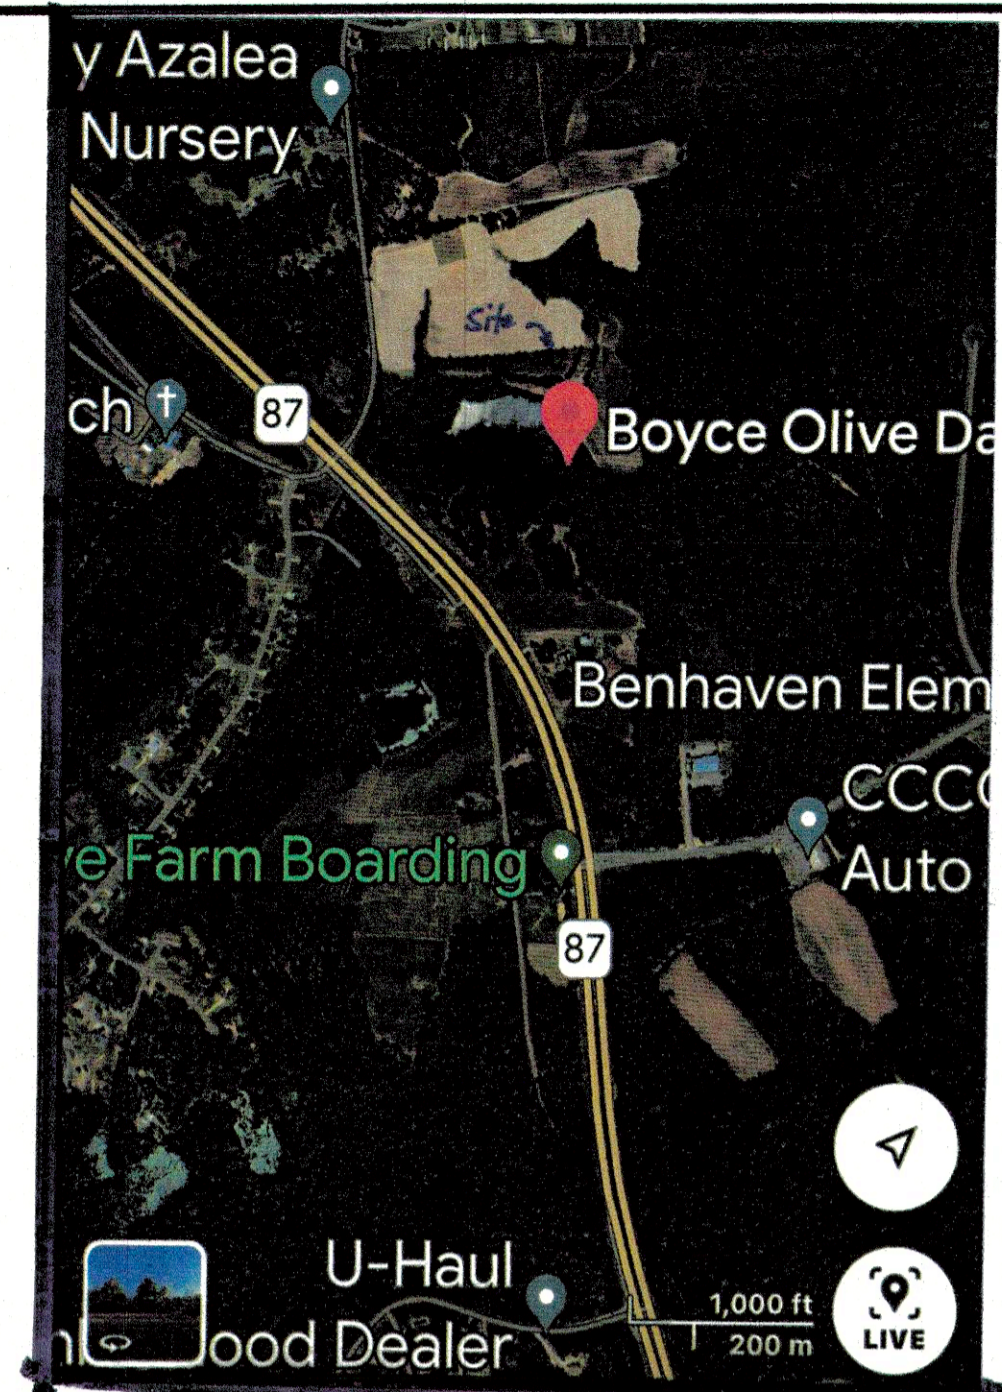 y Azalea
Nursery
Site
ch
87
Boyce Olive Da
Benhaven Elem
CCCC
Auto
e Farm Boarding
87
U-Haul
ood Dealer
1,000 ft
200 m
LIVE